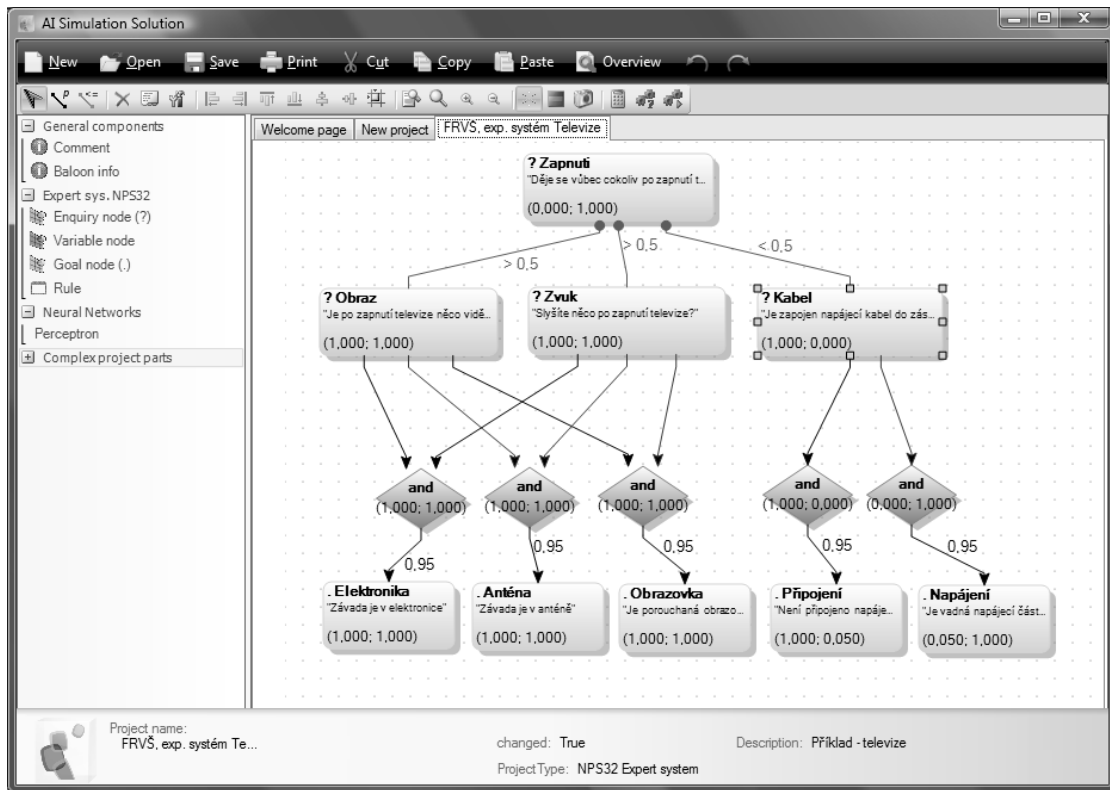 AI Simulation Solution
New Open Save Print Cut Copy Paste Overview
General components
Comment
Baloon info
Expert sys. NPS32
Enquiry node (?)
Variable node
Goal node (.)
Rule
Neural Networks
Perceptron
Complex project parts
Welcome page New project FRVŠ, exp. systém Televize
? Zapnuti
"Děje se vůbec cokoliv po zapnutí t...
(0,000; 1,000)
> 0,5 > 0,5 < 0,5
? Obraz
"Je po zapnutí televize něco vidě...
(1,000; 1,000)
? Zvuk
"Slyšíte něco po zapnutí televize?"
(1,000; 1,000)
? Kabel
"Je zapojen napájecí kabel do zás...
(1,000; 0,000)
and
(1,000; 1,000)
and
(1,000; 1,000)
and
(1,000; 1,000)
and
(1,000; 0,000)
and
(0,000; 1,000)
0,95 0,95 0,95 0,95 0,95
. Elektronika
"Závada je v elektronice"
(1,000; 1,000)
. Anténa
"Závada je v anténě"
(1,000; 1,000)
. Obrazovka
"Je porouchaná obrazo...
(1,000; 1,000)
. Připojení
"Není připojeno napáje...
(1,000; 0,050)
. Napájení
"Je vadná napájecí část...
(0,050; 1,000)
Project name:
FRVŠ, exp. systém Te...
changed: True
Description: Příklad - televize
ProjectType: NPS32 Expert system